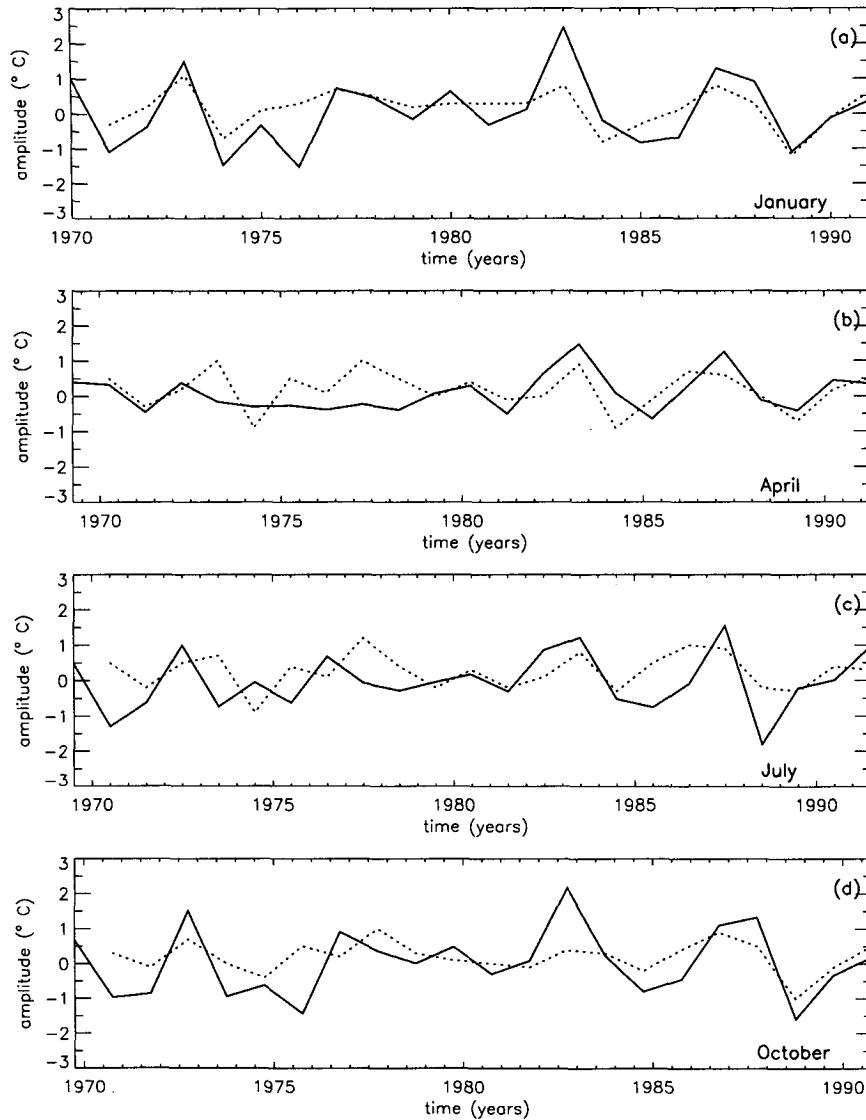 (a)
amplitude (° C)
3
2
1
0
−1
−2
−3
January
1970 1975 1980 1985 1990
time (years)
(b)
amplitude (° C)
3
2
1
0
−1
−2
−3
April
1970 1975 1980 1985 1990
time (years)
(c)
amplitude (° C)
3
2
1
0
−1
−2
−3
July
1970 1975 1980 1985 1990
time (years)
(d)
amplitude (° C)
3
2
1
0
−1
−2
−3
October
1970 1975 1980 1985 1990
time (years)